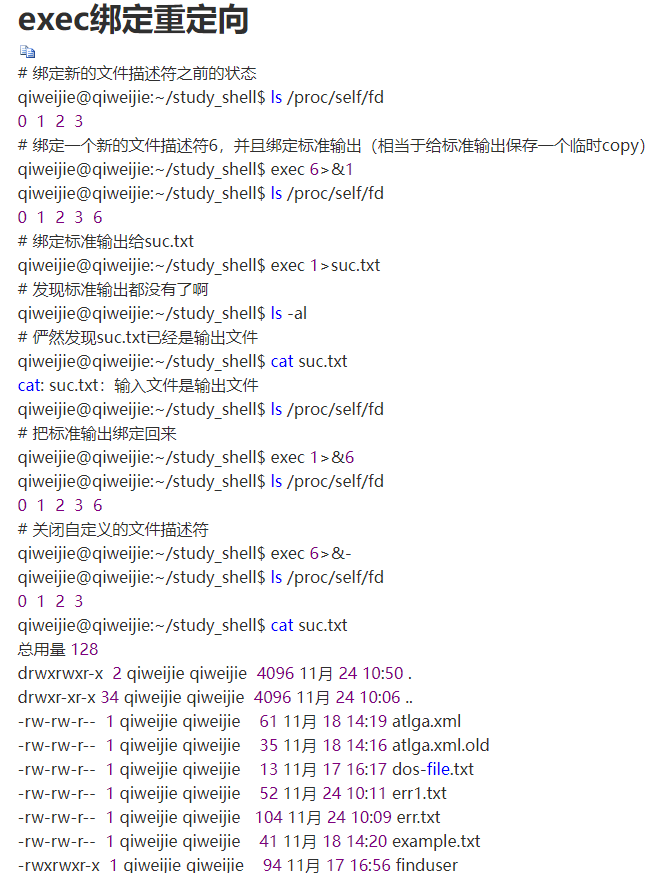 exec绑定重定向
# 绑定新的文件描述符之前的状态
qiweijie@qiweijie:~/study_shell$ ls /proc/self/fd
0 1 2 3
# 绑定一个新的文件描述符6，并且绑定标准输出（相当于给标准输出保存一个临时copy）
qiweijie@qiweijie:~/study_shell$ exec 6>&1
qiweijie@qiweijie:~/study_shell$ ls /proc/self/fd
0 1 2 3 6
# 绑定标准输出给suc.txt
qiweijie@qiweijie:~/study_shell$ exec 1>suc.txt
# 发现标准输出都没有了啊
qiweijie@qiweijie:~/study_shell$ ls -al
# 俨然发现suc.txt已经是输出文件
qiweijie@qiweijie:~/study_shell$ cat suc.txt
cat: suc.txt：输入文件是输出文件
qiweijie@qiweijie:~/study_shell$ ls /proc/self/fd
# 把标准输出绑定回来
qiweijie@qiweijie:~/study_shell$ exec 1>&6
qiweijie@qiweijie:~/study_shell$ ls /proc/self/fd
0 1 2 3 6
# 关闭自定义的文件描述符
qiweijie@qiweijie:~/study_shell$ exec 6>&-
qiweijie@qiweijie:~/study_shell$ ls /proc/self/fd
0 1 2 3
qiweijie@qiweijie:~/study_shell$ cat suc.txt
总用量 128
drwxrwxr-x 2 qiweijie qiweijie 4096 11月 24 10:50 .
drwxr-xr-x 34 qiweijie qiweijie 4096 11月 24 10:06 ..
-rw-rw-r-- 1 qiweijie qiweijie 61 11月 18 14:19 atlga.xml
-rw-rw-r-- 1 qiweijie qiweijie 35 11月 18 14:16 atlga.xml.old
-rw-rw-r-- 1 qiweijie qiweijie 13 11月 17 16:17 dos-file.txt
-rw-rw-r-- 1 qiweijie qiweijie 52 11月 24 10:11 err1.txt
-rw-rw-r-- 1 qiweijie qiweijie 104 11月 24 10:09 err.txt
-rw-rw-r-- 1 qiweijie qiweijie 41 11月 18 14:20 example.txt
-rwxrwxr-x 1 qiweijie qiweijie 94 11月 17 16:56 finduser